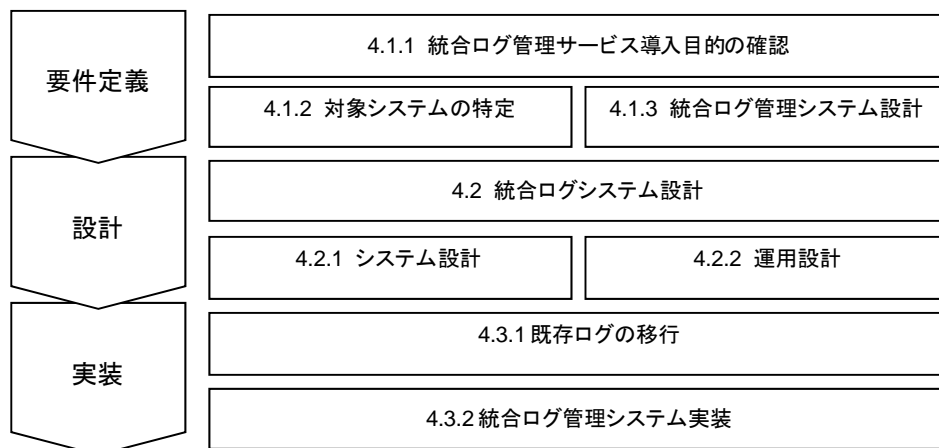 要件定義
4.1.1 統合ログ管理サービス導入目的の確認
4.1.2 対象システムの特定
4.1.3 統合ログ管理システム設計
設計
4.2 統合ログシステム設計
4.2.1 システム設計
4.2.2 運用設計
実装
4.3.1既存ログの移行
4.3.2統合ログ管理システム実装